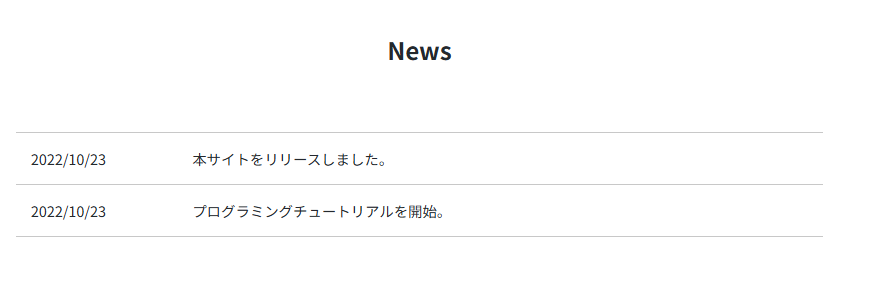 News
2022/10/23 本サイトをリリースしました。
2022/10/23 プログラミングチュートリアルを開始。